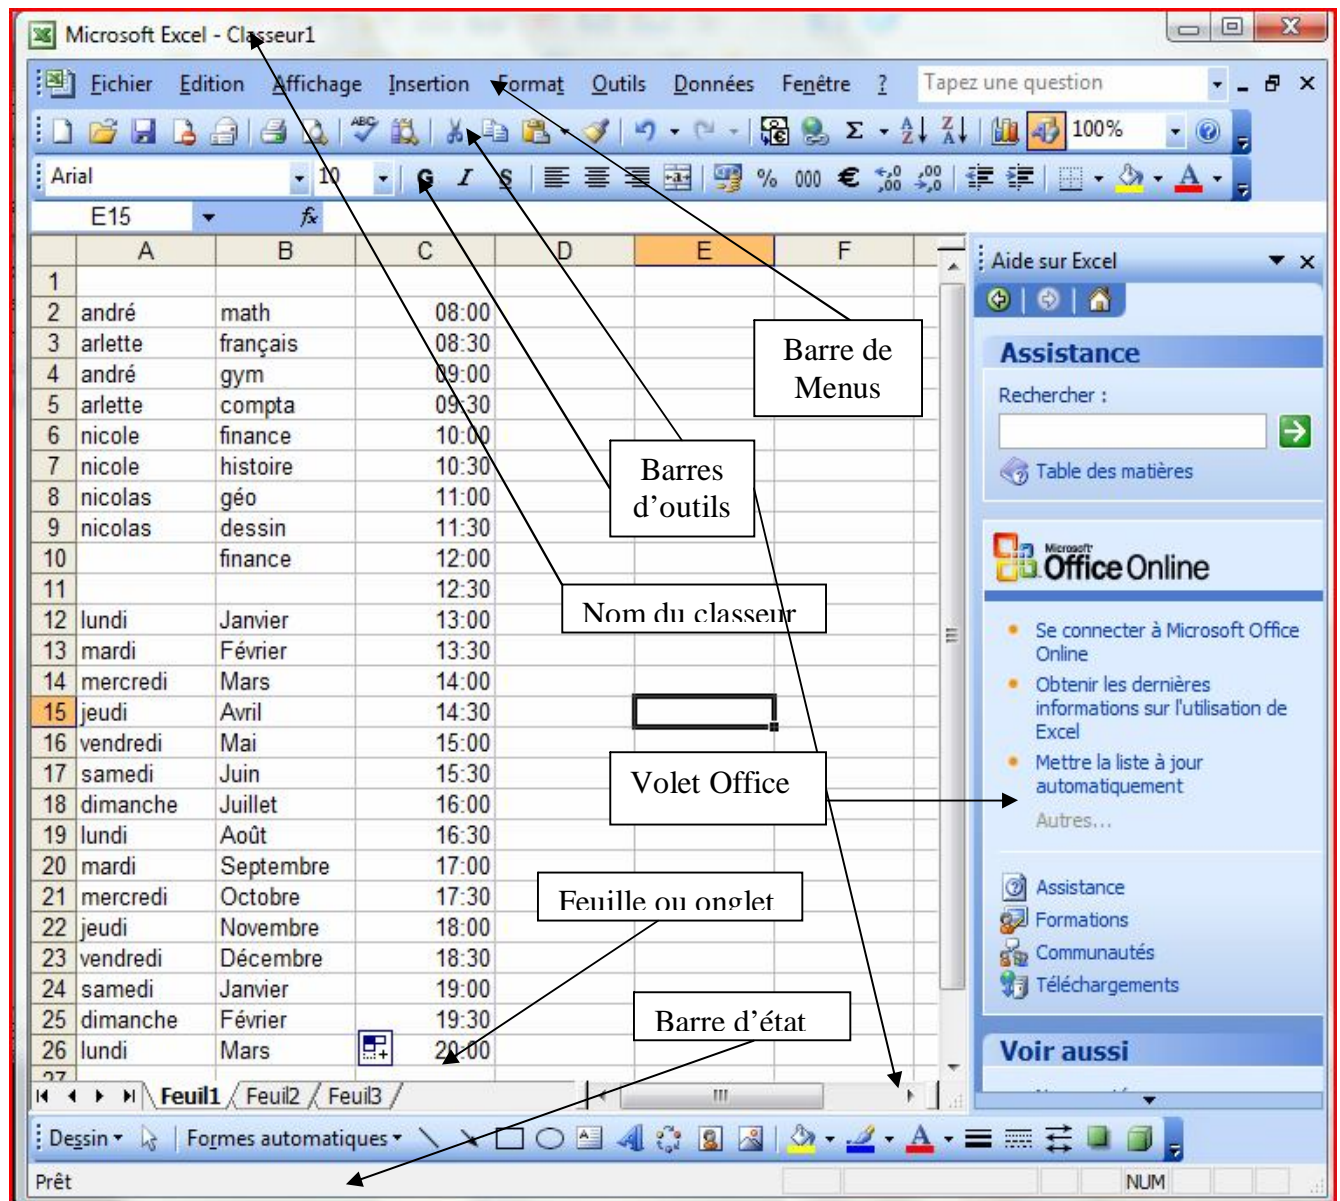 Microsoft Excel - Classeur1
Fichier Edition Affichage Insertion Format Outils Données Fenêtre ? Tapez une question
ABC Σ A Z Z A 100%
Arial 10 G I S % 000 €
E15 fx
A B C D E F
1
2 andré math 08:00
3 arlette français 08:30
4 andré gym 09:00
5 arlette compta 09:30
6 nicole finance 10:00
7 nicole histoire 10:30
8 nicolas géo 11:00
9 nicolas dessin 11:30
10 finance 12:00
11 12:30
12 lundi Janvier 13:00
13 mardi Février 13:30
14 mercredi Mars 14:00
15 jeudi Avril 14:30
16 vendredi Mai 15:00
17 samedi Juin 15:30
18 dimanche Juillet 16:00
19 lundi Août 16:30
20 mardi Septembre 17:00
21 mercredi Octobre 17:30
22 jeudi Novembre 18:00
23 vendredi Décembre 18:30
24 samedi Janvier 19:00
25 dimanche Février 19:30
26 lundi Mars 20:00
27
Barre de
Menus
Barres
d’outils
Nom du classeur
Volet Office
Feuille ou onglet
Barre d’état
Aide sur Excel
Assistance
Rechercher :
Table des matières
Microsoft
Office Online
Se connecter à Microsoft Office
Online
Obtenir les dernières
informations sur l'utilisation de
Excel
Mettre la liste à jour
automatiquement
Autres...
Assistance
Formations
Communautés
Téléchargements
Voir aussi
Feuil1 Feuil2 Feuil3
Dessin Formes automatiques
Prêt NUM